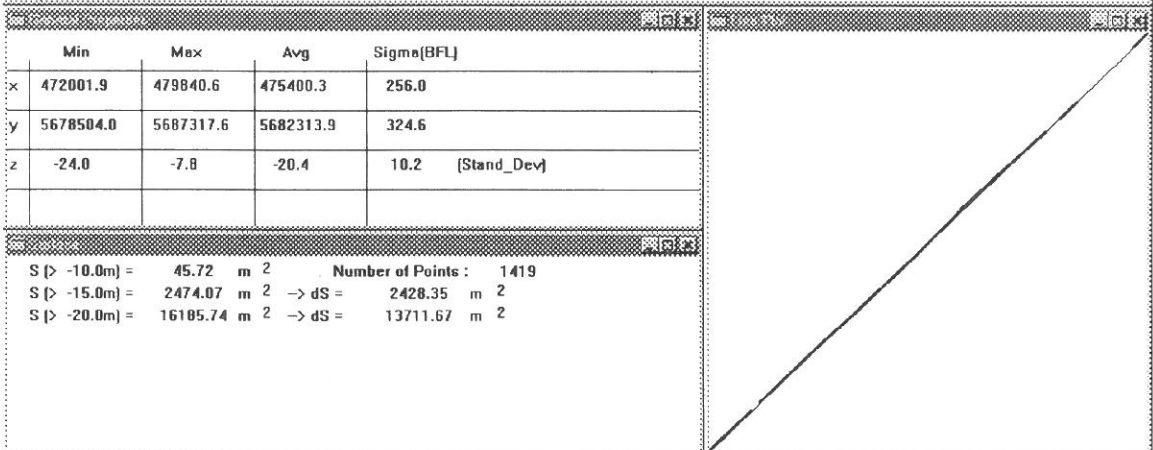 Min Max Avg Sigma(BFL)
x 472001.9 479840.6 475400.3 256.0
y 5678504.0 5687317.6 5682313.9 324.6
z -24.0 -7.8 -20.4 10.2 (Stand_Dev)
S (> -10.0m) = 45.72 m 2 Number of Points : 1419
S (> -15.0m) = 2474.07 m 2 --> dS = 2428.35 m 2
S (> -20.0m) = 16185.74 m 2 --> dS = 13711.67 m 2